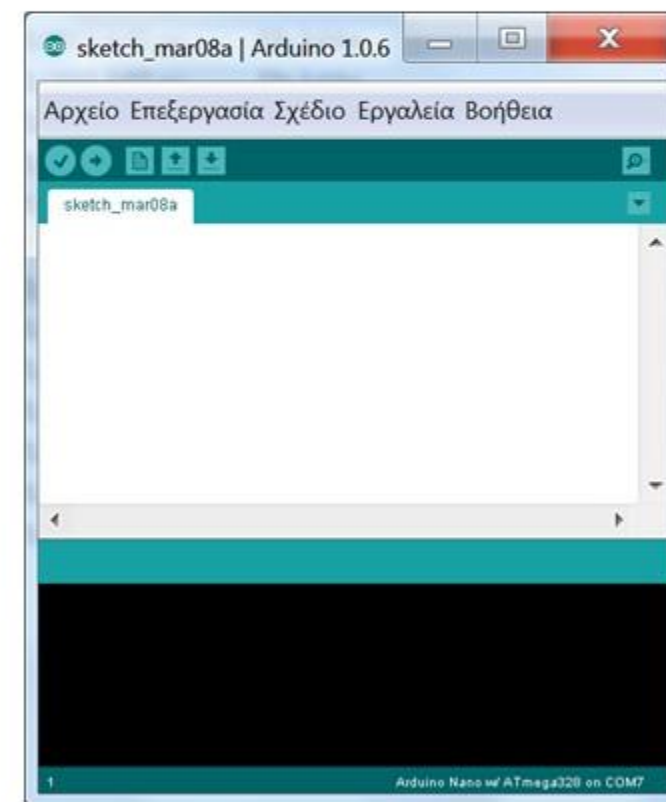 sketch_mar08a | Arduino 1.0.6
Αρχείο Επεξεργασία Σχέδιο Εργαλεία Βοήθεια
sketch_mar08a
1 Arduino Nano w/ ATmega328 on COM7